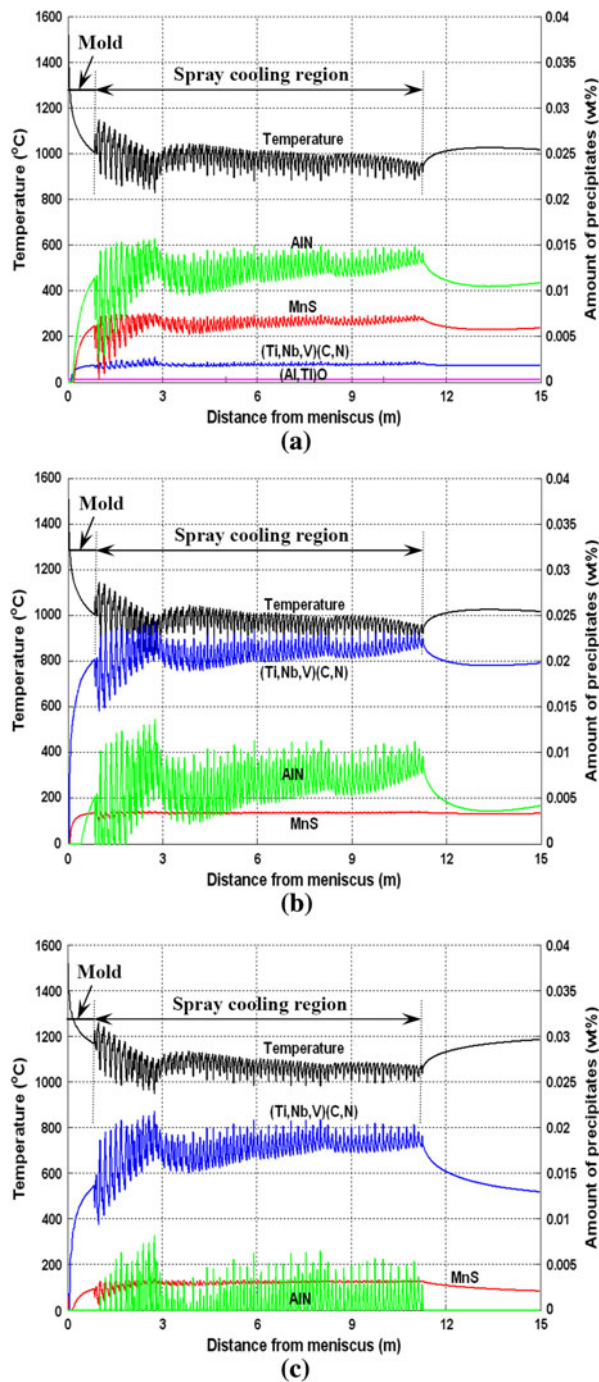 1600
1400
1200
1000
800
600
400
200
0
Temperature (°C)
Mold
Spray cooling region
Temperature
AlN
MnS
(Ti,Nb,V)(C,N)
(Al,Ti)O
0.04
0.035
0.03
0.025
0.02
0.015
0.01
0.005
0
Amount of precipitates (wt%)
0 3 6 9 12 15
Distance from meniscus (m)
(a)
1600
1400
1200
1000
800
600
400
200
0
Temperature (°C)
Mold
Spray cooling region
Temperature
(Ti,Nb,V)(C,N)
AlN
MnS
0.04
0.035
0.03
0.025
0.02
0.015
0.01
0.005
0
Amount of precipitates (wt%)
0 3 6 9 12 15
Distance from meniscus (m)
(b)
1600
1400
1200
1000
800
600
400
200
0
Temperature (°C)
Mold
Spray cooling region
Temperature
(Ti,Nb,V)(C,N)
MnS
AlN
0.04
0.035
0.03
0.025
0.02
0.015
0.01
0.005
0
Amount of precipitates (wt%)
0 3 6 9 12 15
Distance from meniscus (m)
(c)